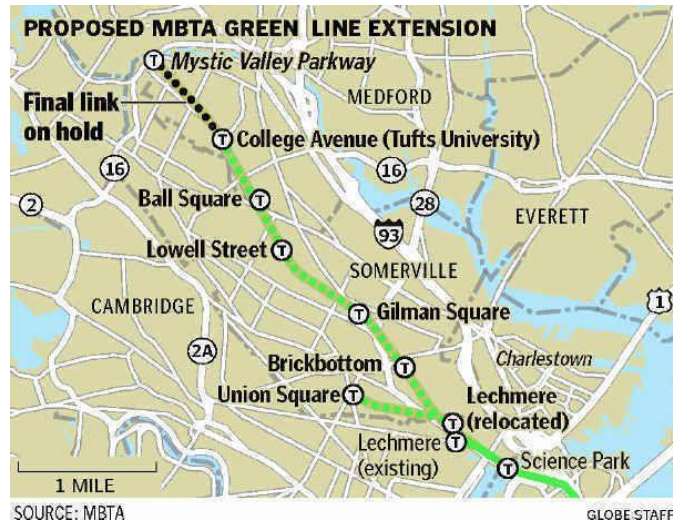 PROPOSED MBTA GREEN LINE EXTENSION
T Mystic Valley Parkway
Final link
on hold
MEDFORD
T College Avenue (Tufts University)
16
16
Ball Square T
28
2
EVERETT
93
Lowell Street T
SOMERVILLE
1
CAMBRIDGE
T Gilman Square
2A
Charlestown
Brickbottom T
Union Square T
Lechmere
T (relocated)
Lechmere T
(existing)
T Science Park
1 MILE
SOURCE: MBTA
GLOBE STAFF